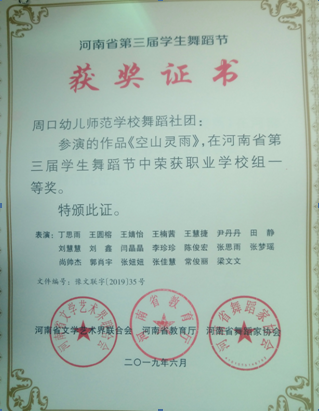 河南省第三届学生舞蹈节
获奖证书
周口幼儿师范学校舞蹈社团：
参演的作品《空山灵雨》，在河南省第
三届学生舞蹈节中荣获职业学校组一
等奖。
特颁此证。
表演：丁思雨 王圆榕 王婧怡 王楠茜 王慧捷 尹丹丹 田静
刘慧慧 刘鑫 闫晶晶 李珍珍 陈俊宏 张思雨 张梦瑶
尚帅杰 郭肖宇 张媛媛 张佳慧 常俊丽 梁文文
文件编号：豫文联字[2019]35号
河南省文学艺术界联合会 河南省教育厅 河南省舞蹈家协会
二〇一九年六月